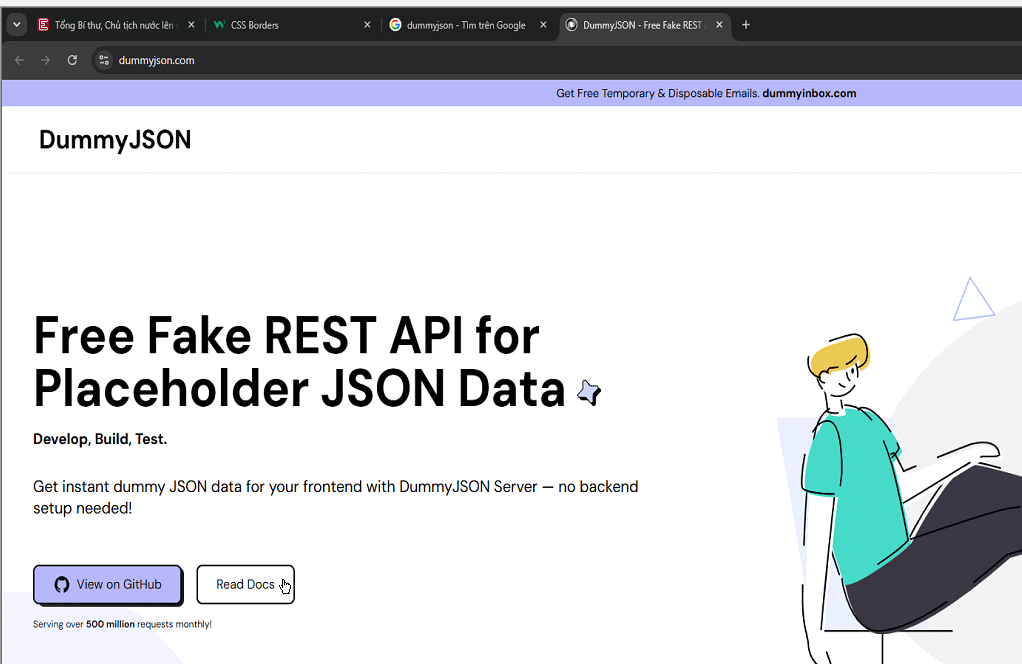 Tổng Bí thư, Chủ tịch nước lên
CSS Borders
dummyjson - Tìm trên Google
DummyJSON - Free Fake REST
dummyjson.com
Get Free Temporary & Disposable Emails. dummyinbox.com
DummyJSON
Free Fake REST API for
Placeholder JSON Data
Develop, Build, Test.
Get instant dummy JSON data for your frontend with DummyJSON Server — no backend
setup needed!
View on GitHub
Read Docs
Serving over 500 million requests monthly!